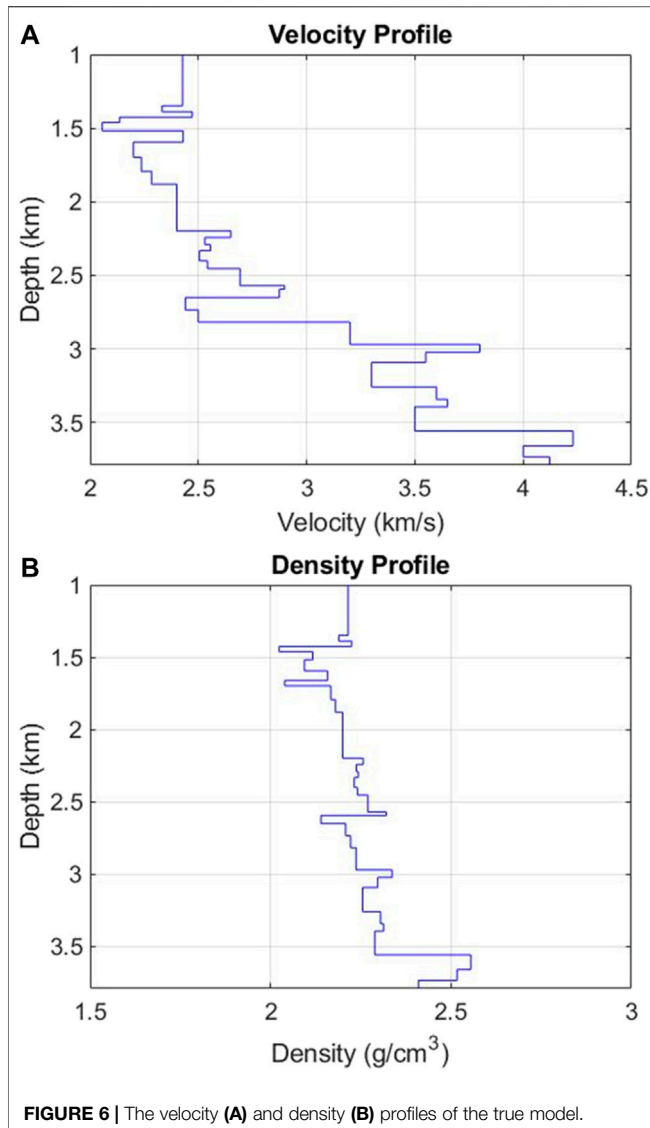 A
Velocity Profile
1
1.5
2
2.5
3
3.5
Depth (km)
2 2.5 3 3.5 4 4.5
Velocity (km/s)
B
Density Profile
1
1.5
2
2.5
3
3.5
Depth (km)
1.5 2 2.5 3
Density (g/cm³)
FIGURE 6 | The velocity (A) and density (B) profiles of the true model.